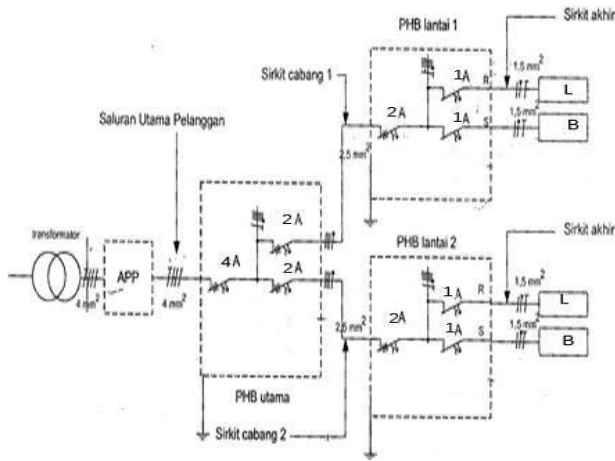 PHB lantai 1
Sirkit akhir
Sirkit cabang 1
1A R
1,5 mm²
L
2A
1A S
1,5 mm²
B
2,5 mm²
Saluran Utama Pelanggan
transformator
APP
4 mm²
4 mm²
4A
2A
2A
PHB utama
Sirkit cabang 2
2,5 mm²
PHB lantai 2
Sirkit akhir
1A R
1,5 mm²
L
2A
1A S
1,5 mm²
B